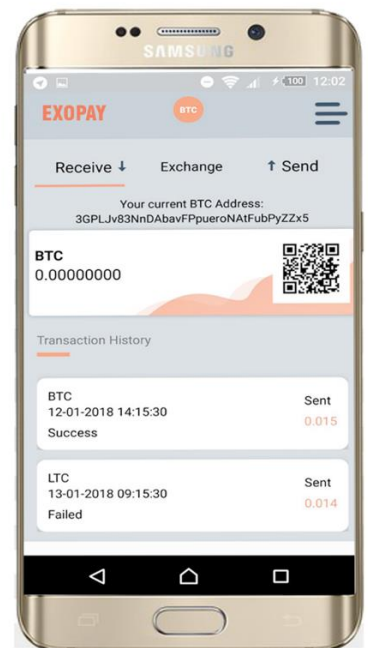 SAMSUNG
100 12:02
EXOPAY
BTC
Receive ↓ Exchange ↑ Send
Your current BTC Address:
3GPLJv83NnDAbavFPpueroNAtFubPyZZx5
BTC
0.00000000
Transaction History
BTC
12-01-2018 14:15:30
Success
Sent
0.015
LTC
13-01-2018 09:15:30
Failed
Sent
0.014